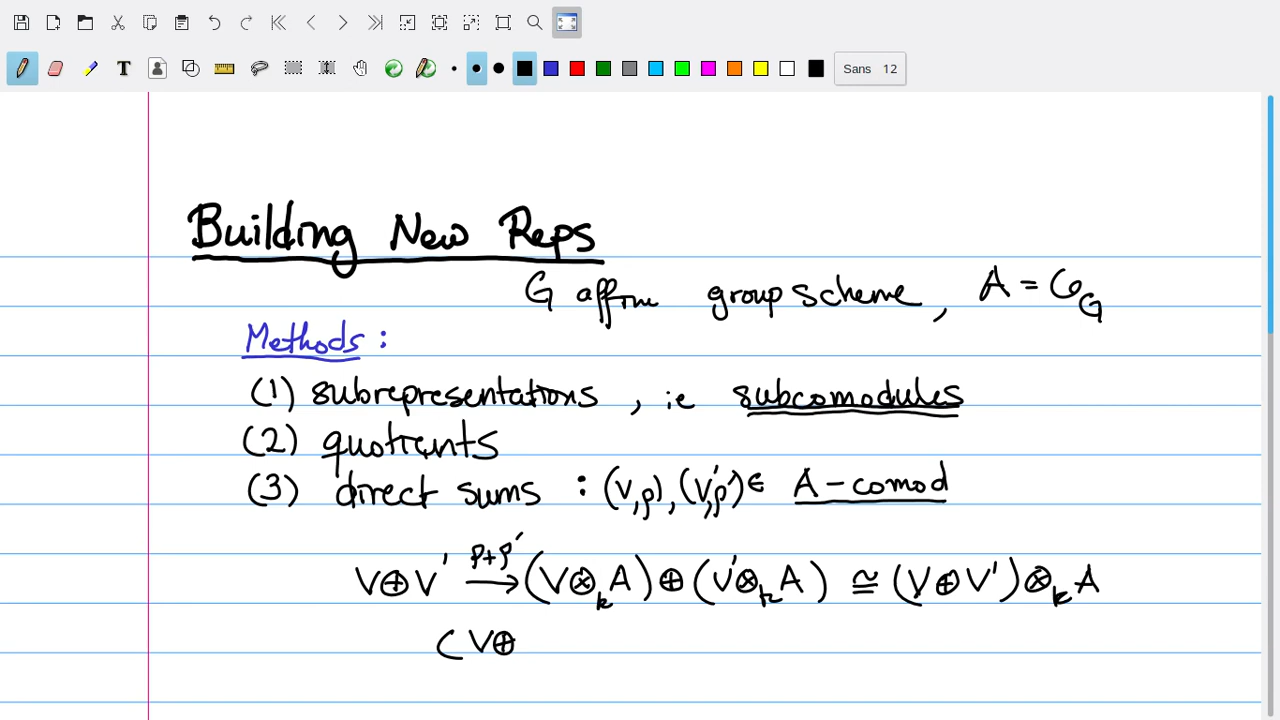 Sans 12
Building New Reps
G affine group scheme, A = O_G
Methods:
(1) subrepresentations, ie subcomodules
(2) quotients
(3) direct sums : (V,ρ), (V',ρ') ∈ A-comod
V⊕V' —ρ+ρ'→ (V⊗_k A) ⊕ (V'⊗_k A) ≅ (V⊕V')⊗_k A
(V⊕